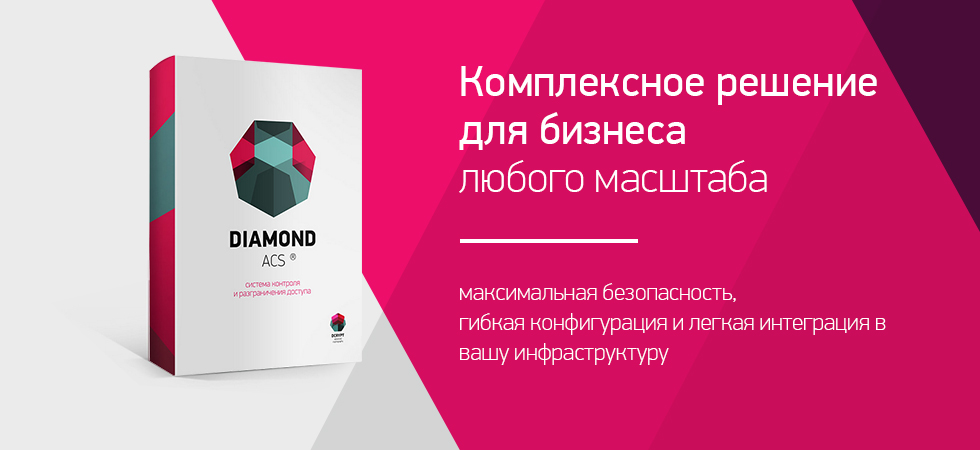 Комплексное решение
для бизнеса
любого масштаба
максимальная безопасность,
гибкая конфигурация и легкая интеграция в
вашу инфраструктуру
DIAMOND
ACS ®
система контроля
и разграничения доступа